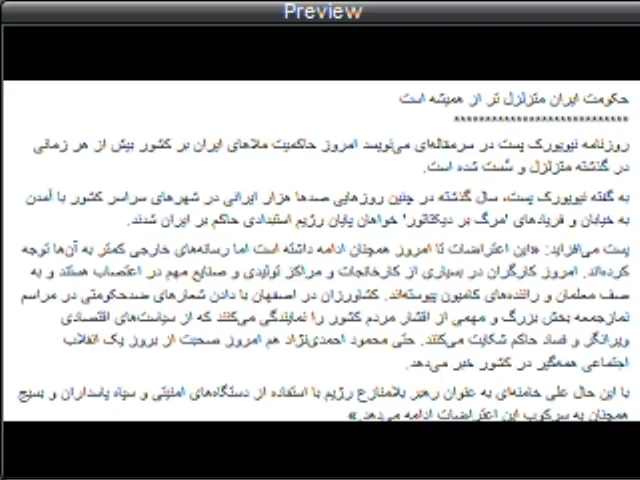 Preview
حکومت ایران متزلزل تر از همیشه است
****************************
روزنامه نیویورک پست در سرمقاله‌ای می‌نویسد امروز حاکمیت ملاهای ایران بر کشور بیش از هر زمانی
در گذشته متزلزل و سُست شده است.
به گفته نیویورک پست، سال گذشته در چنین روزهایی صدها هزار ایرانی در شهرهای سراسر کشور با آمدن
به خیابان و فریادهای 'مرگ بر دیکتاتور' خواهان پایان رژیم استبدادی حاکم بر ایران شدند.
پست می‌افزاید: «این اعتراضات تا امروز همچنان ادامه داشته است اما رسانه‌های خارجی کمتر به آن‌ها توجه
کرده‌اند. امروز کارگران در بسیاری از کارخانجات و مراکز تولیدی و صنایع مهم در اعتصاب هستند و به
صف معلمان و راننده‌های کامیون پیوسته‌اند. کشاورزان در اصفهان با دادن شعارهای ضدحکومتی در مراسم
نمازجمعه بخش بزرگ و مهمی از اقشار مردم کشور را نمایندگی می‌کنند که از سیاست‌های اقتصادی
ویرانگر و فساد حاکم شکایت می‌کنند. حتّی محمود احمدی‌نژاد هم امروز صحبت از بروز یک انقلاب
اجتماعی همه‌گیر در کشور خبر می‌دهد.
با این حال علی خامنه‌ای به عنوان رهبر بلامنازع رژیم با استفاده از دستگاه‌های امنیتی و سپاه پاسداران و بسیج
همچنان به سرکوب این اعتراضات ادامه می‌دهد.»